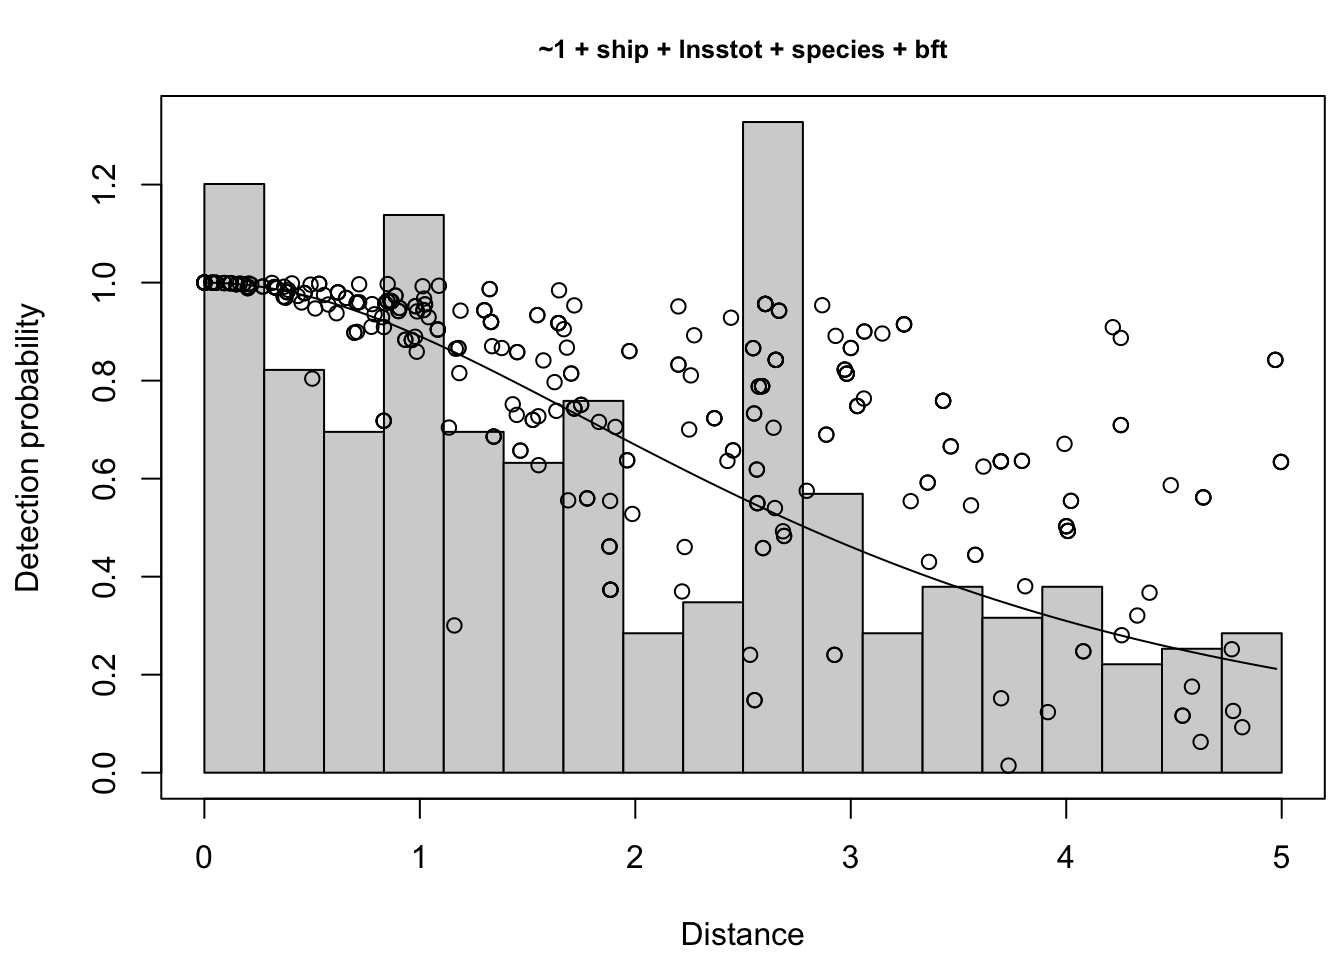 ~1 + ship + lnsstot + species + bft
Detection probability
1.2
1.0
0.8
0.6
0.4
0.2
0.0
0 1 2 3 4 5
Distance